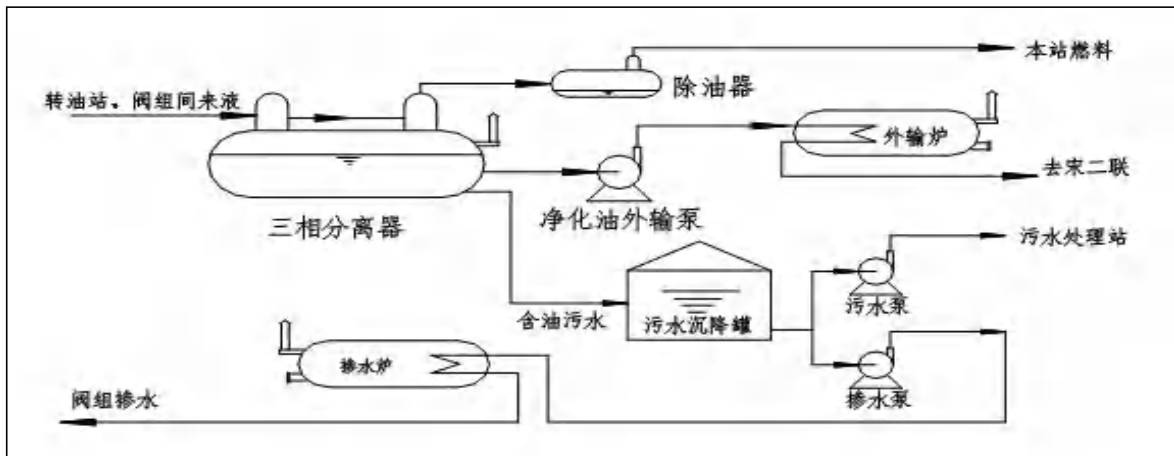 本站燃料
转油站、阀组间来液
除油器
外输炉
去宋二联
三相分离器
净化油外输泵
污水处理站
含油污水
污水沉降罐
污水泵
掺水炉
阀组掺水
掺水泵